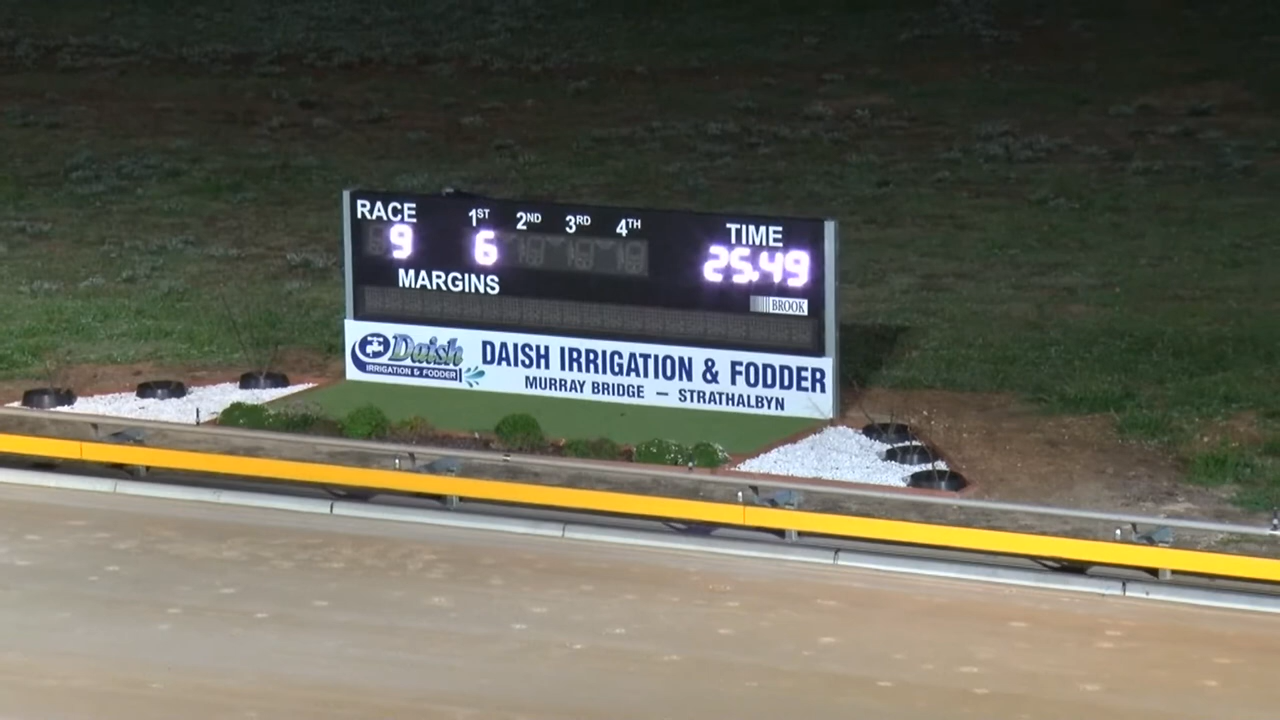 RACE 1ST 2ND 3RD 4TH TIME
9 6 25.49
MARGINS
BROOK
Daish
IRRIGATION & FODDER
DAISH IRRIGATION & FODDER
MURRAY BRIDGE — STRATHALBYN